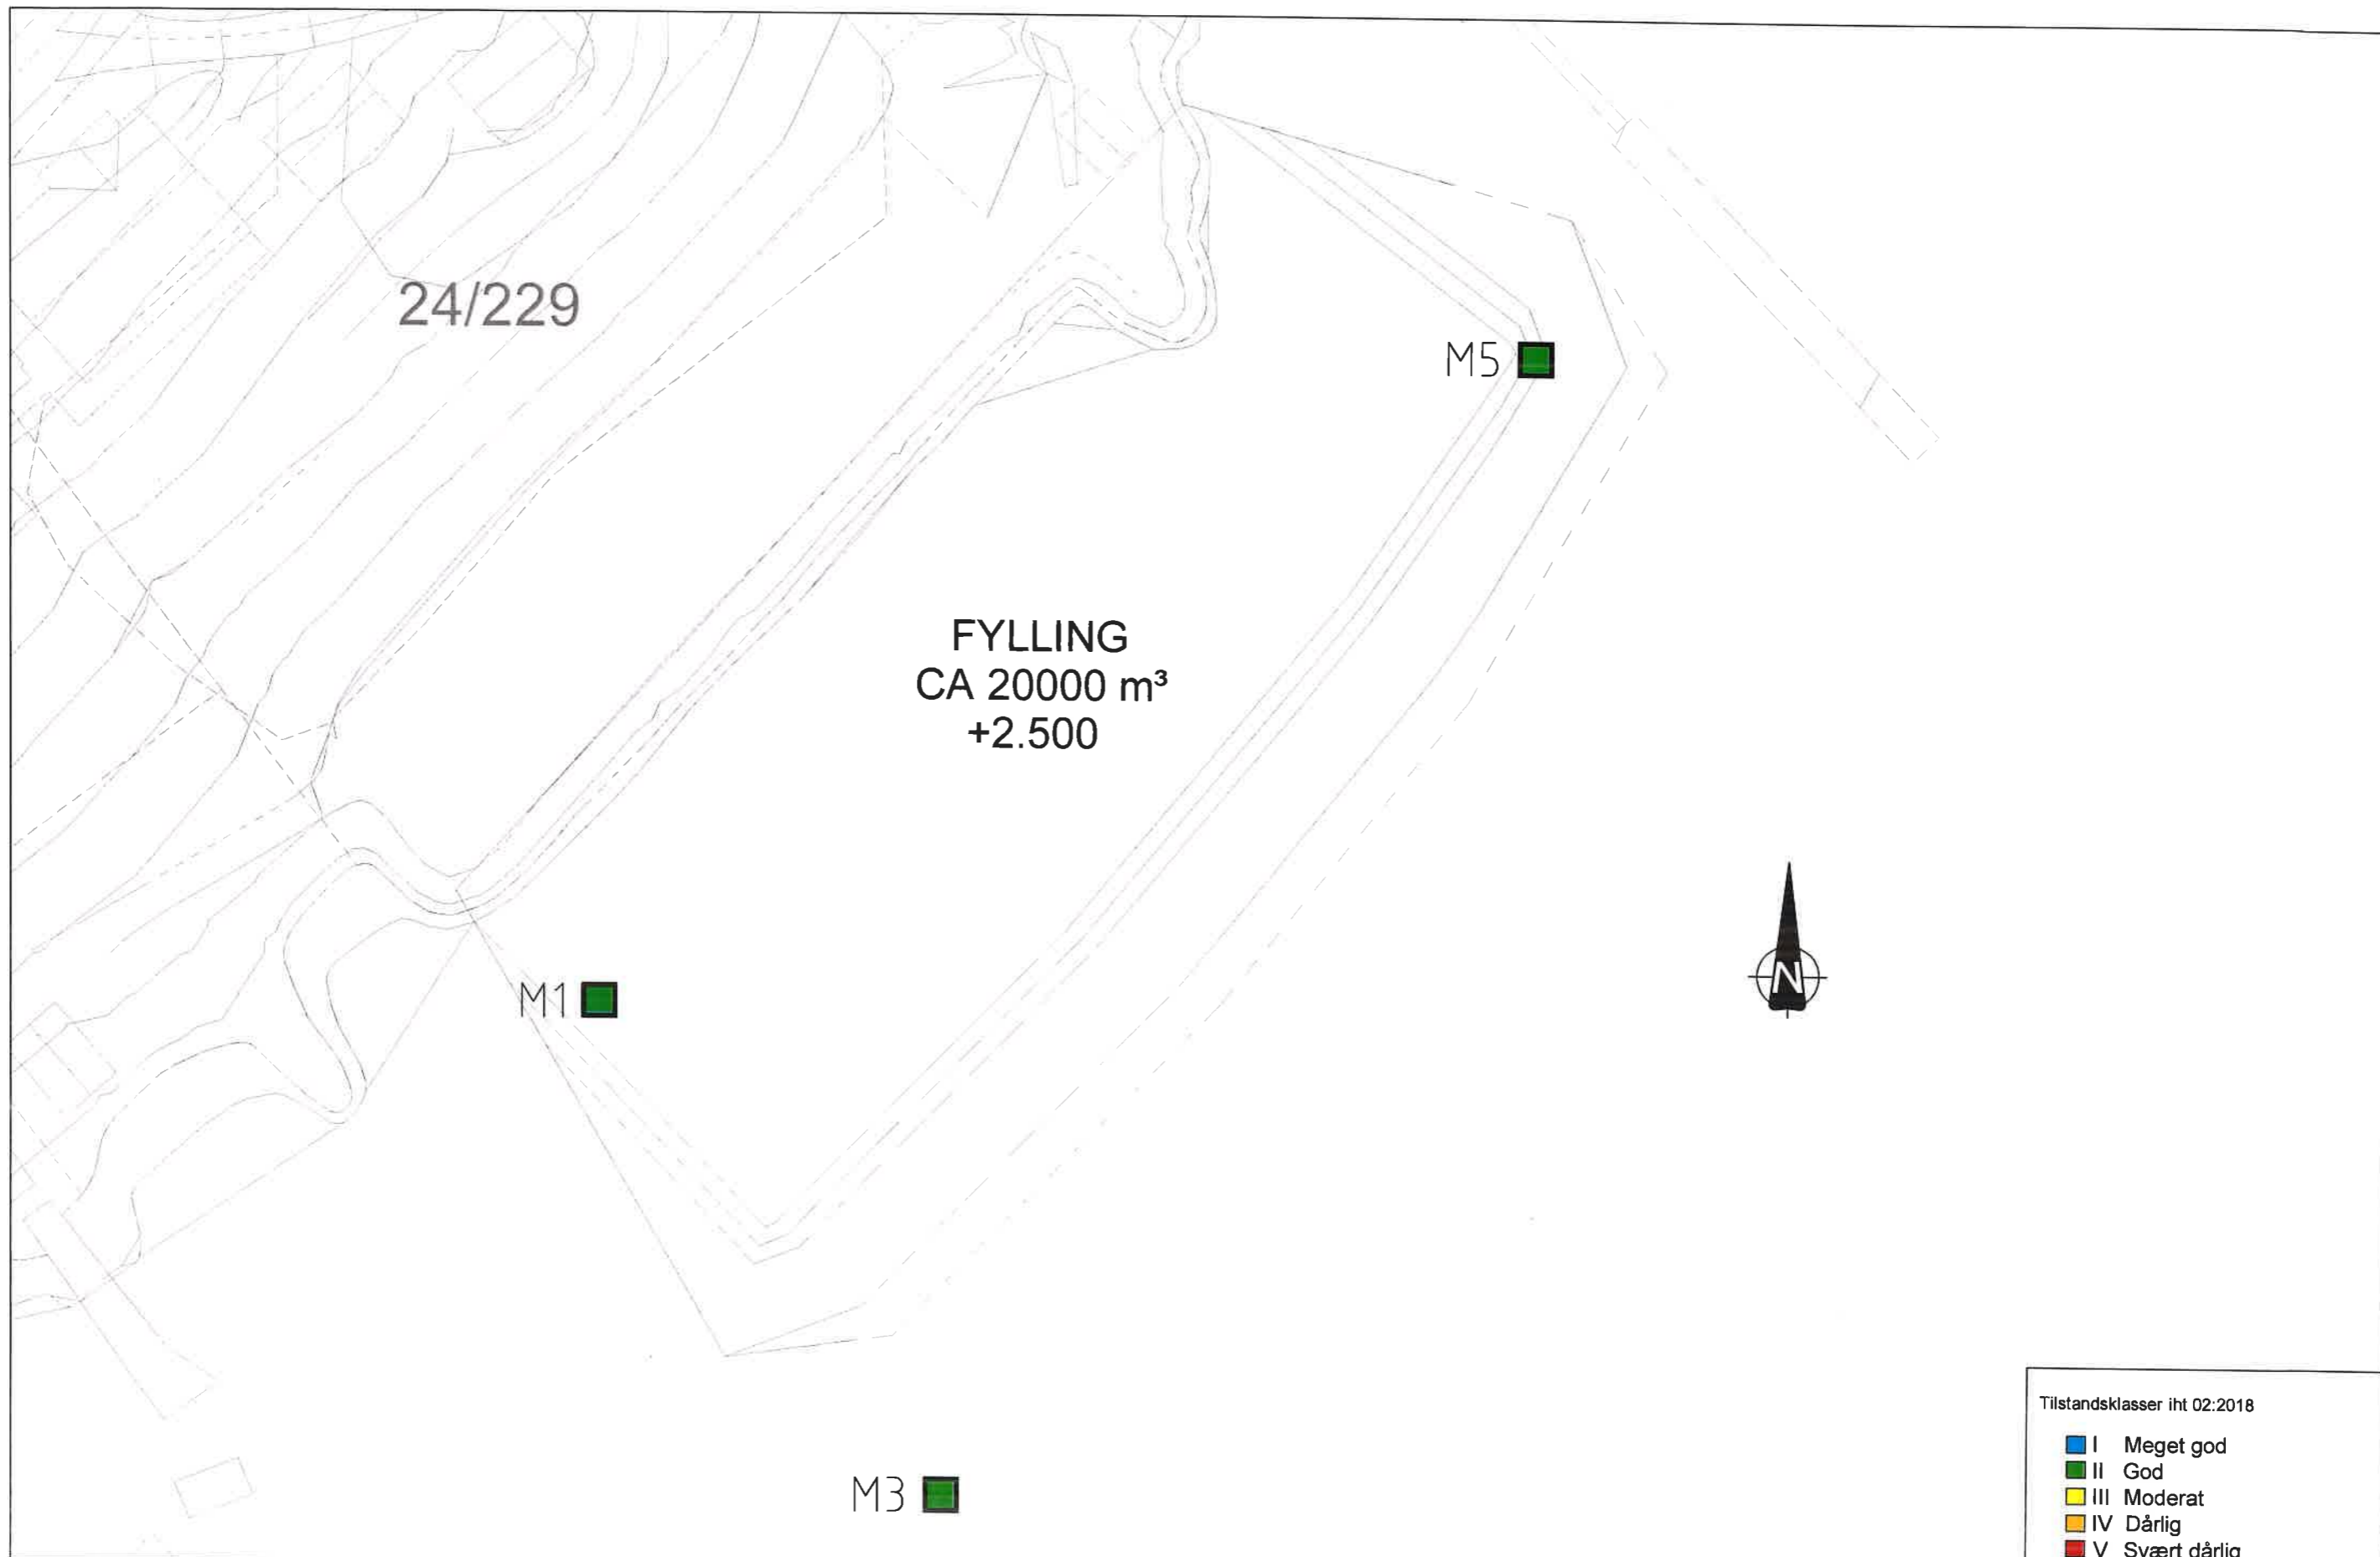 24/229
M5
FYLLING
CA 20000 m³
+2.500
N
M1
Tilstandsklasser iht 02:2018
I Meget god
II God
III Moderat
IV Dårlig
V Svært dårlig
M3